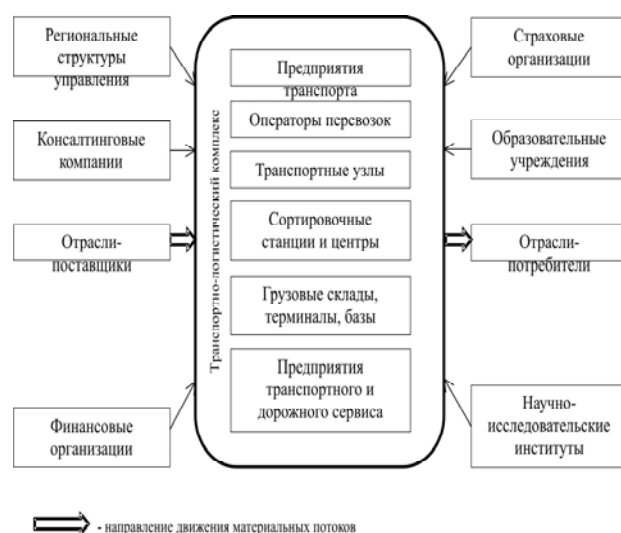 Региональные
структуры
управления
Консалтинговые
компании
Отрасли-
поставщики
Финансовые
организации
Транспортно-логистический комплекс
Предприятия
транспорта
Операторы перевозок
Транспортные узлы
Сортировочные
станции и центры
Грузовые склады,
терминалы, базы
Предприятия
транспортного и
дорожного сервиса
Страховые
организации
Образовательные
учреждения
Отрасли-
потребители
Научно-
исследовательские
институты
- направление движения материальных потоков